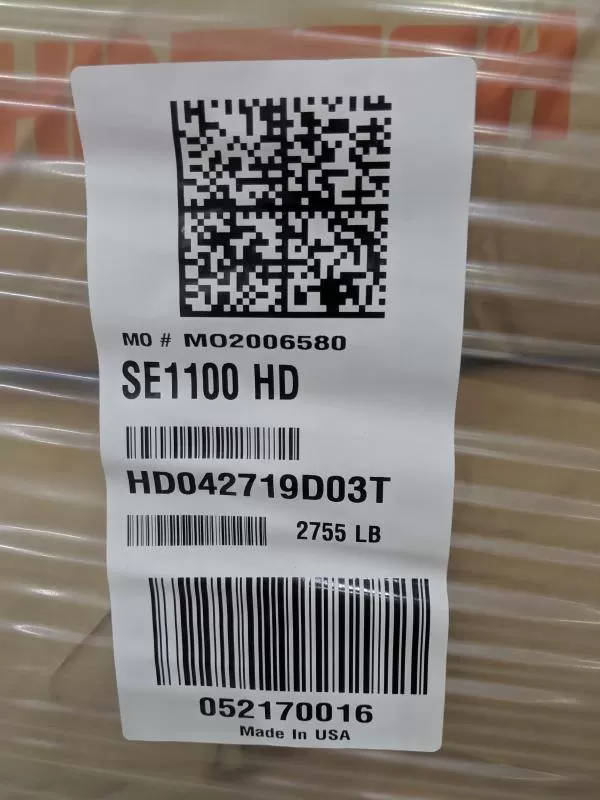 MO # MO2006580
SE1100 HD
HD042719D03T
2755 LB
052170016
Made In USA